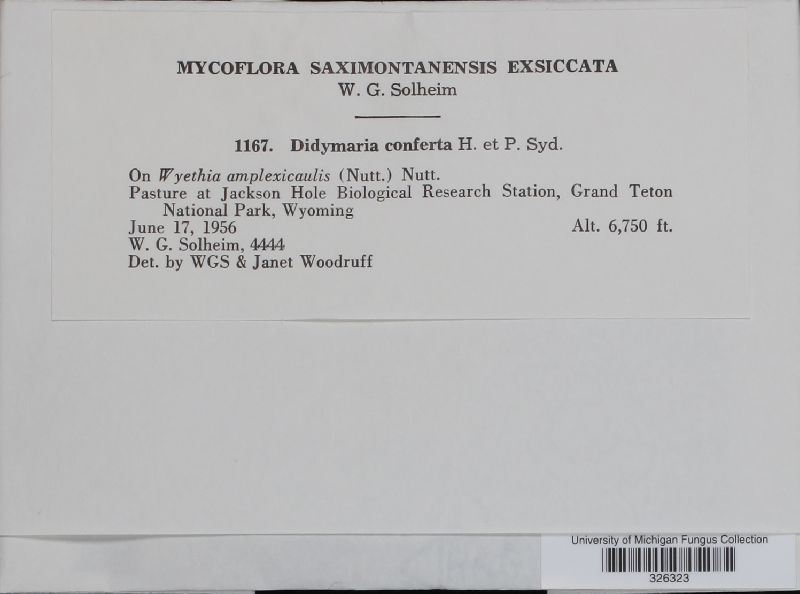 MYCOFLORA SAXIMONTANENSIS EXSICCATA
W. G. Solheim
1167. Didymaria conferta H. et P. Syd.
On Wyethia amplexicaulis (Nutt.) Nutt.
Pasture at Jackson Hole Biological Research Station, Grand Teton
National Park, Wyoming
June 17, 1956 Alt. 6,750 ft.
W. G. Solheim, 4444
Det. by WGS & Janet Woodruff
University of Michigan Fungus Collection
326323